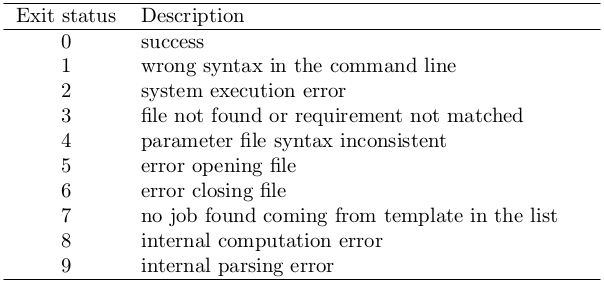 Exit status Description
0 success
1 wrong syntax in the command line
2 system execution error
3 file not found or requirement not matched
4 parameter file syntax inconsistent
5 error opening file
6 error closing file
7 no job found coming from template in the list
8 internal computation error
9 internal parsing error